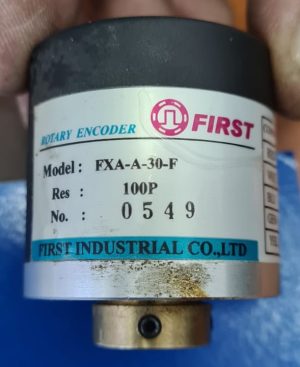 FIRST
ROTARY ENCODER
Model : FXA-A-30-F
Res : 100P
No. : 0549
FIRST INDUSTRIAL CO.,LTD